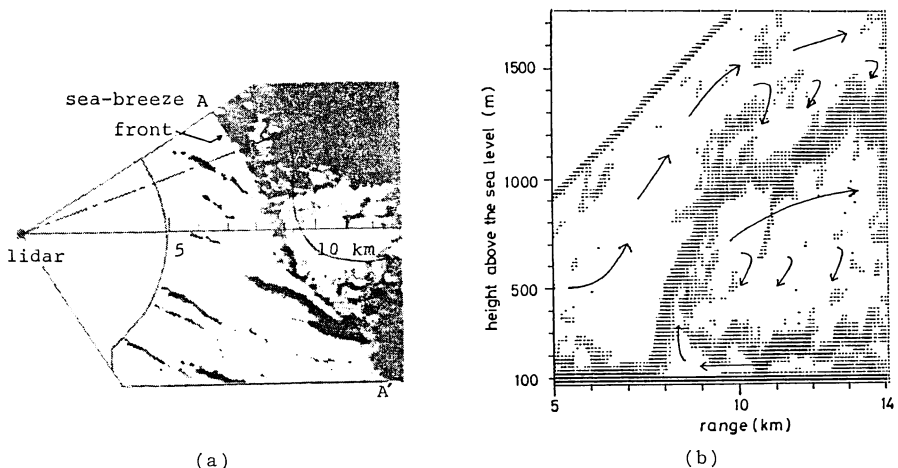 sea-breeze A
front
lidar
5
10 km
A'
(a)
height above the sea level (m)
1500
1000
500
100
5
10
14
range (km)
(b)